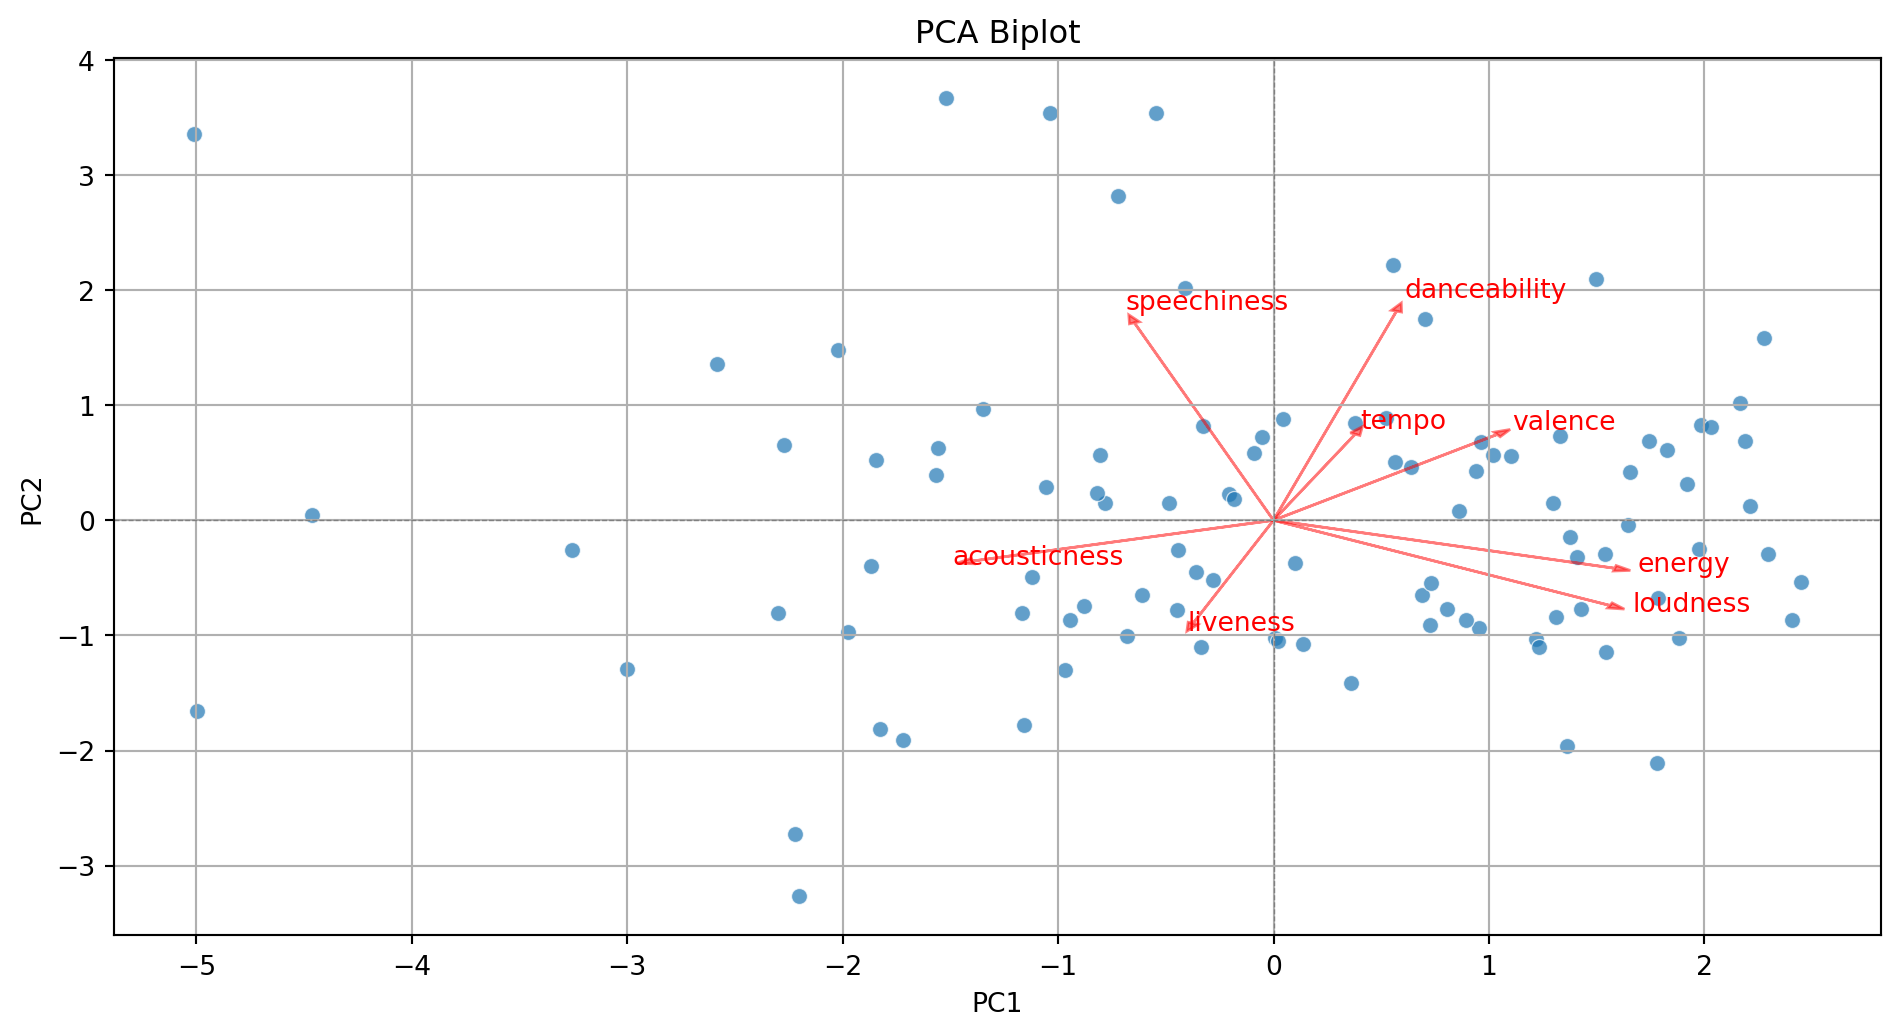 PCA Biplot
4
3
2
1
0
−1
−2
−3
PC2
speechiness
danceability
tempo
valence
acousticness
energy
loudness
liveness
−5
−4
−3
−2
−1
0
1
2
PC1